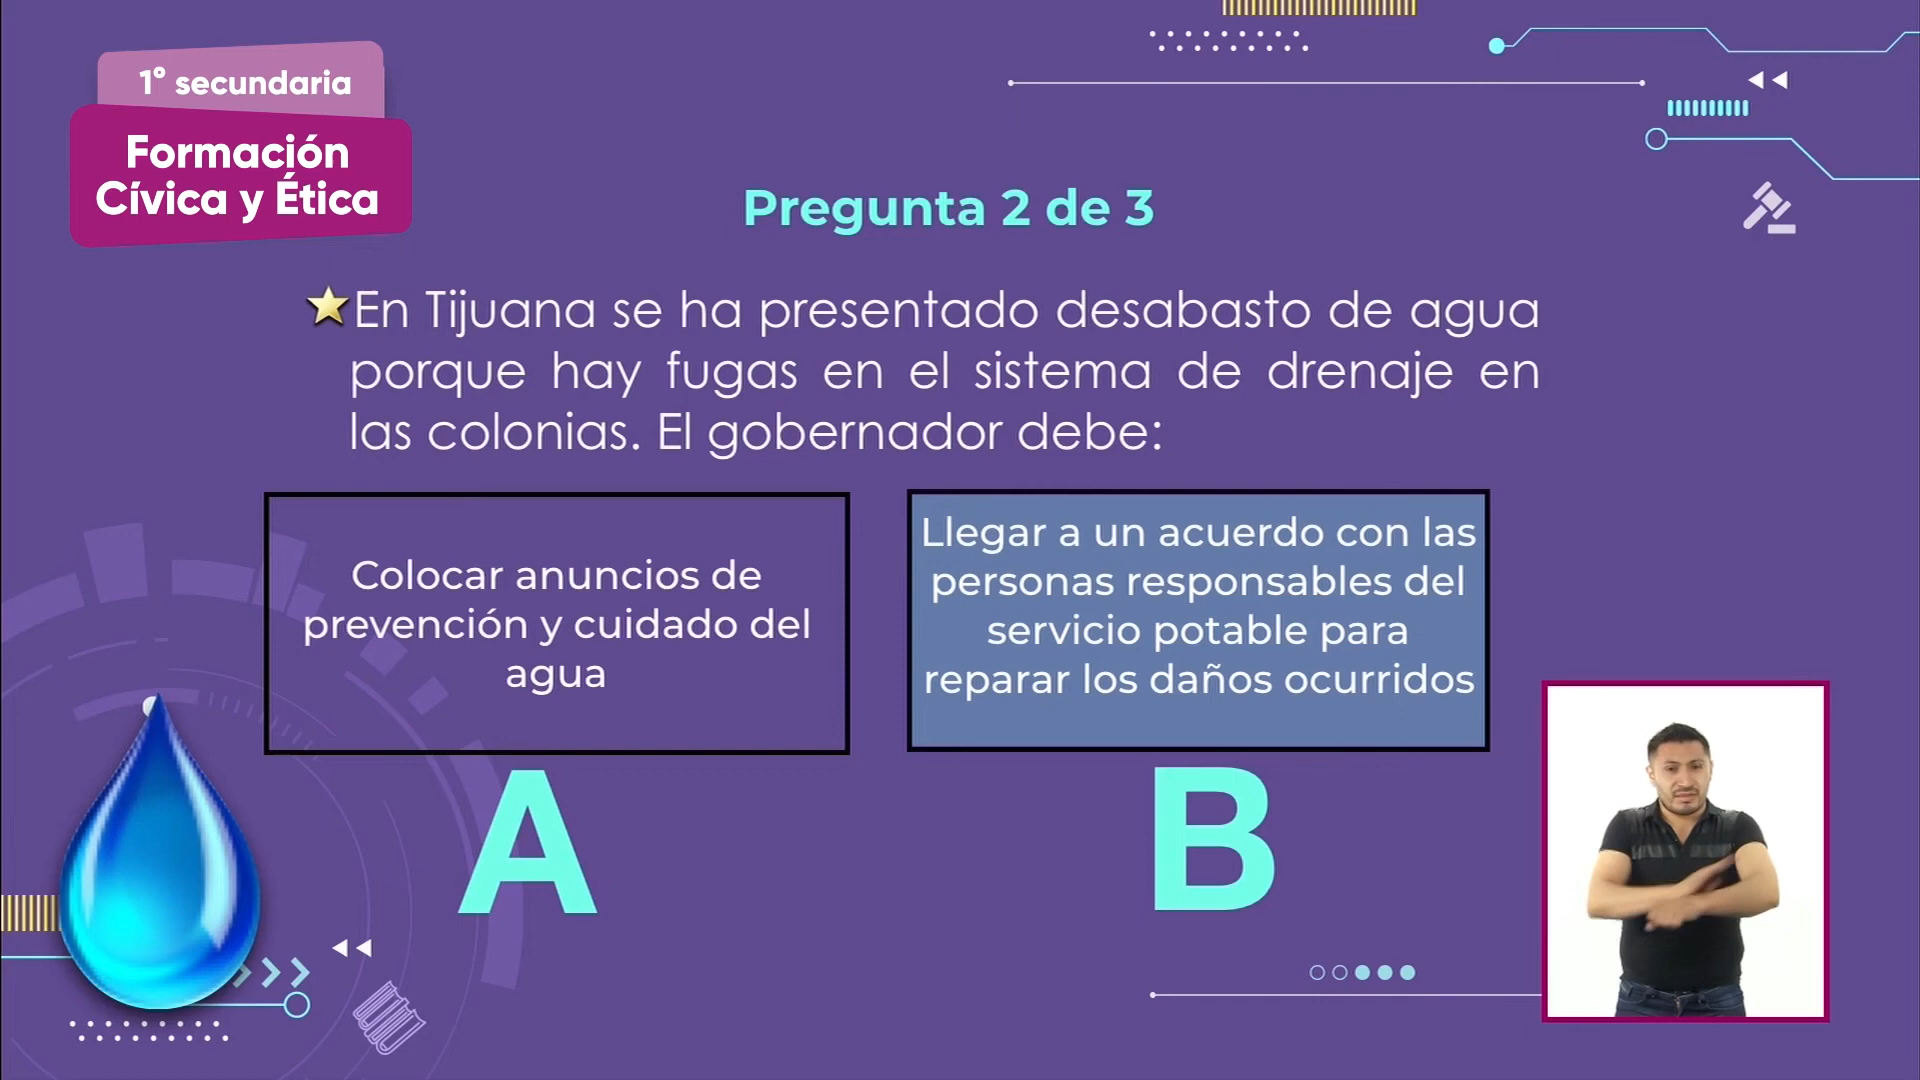 1° secundaria
Formación
Cívica y Ética
Pregunta 2 de 3
En Tijuana se ha presentado desabasto de agua
porque hay fugas en el sistema de drenaje en
las colonias. El gobernador debe:
Colocar anuncios de
prevención y cuidado del
agua
Llegar a un acuerdo con las
personas responsables del
servicio potable para
reparar los daños ocurridos
A
B